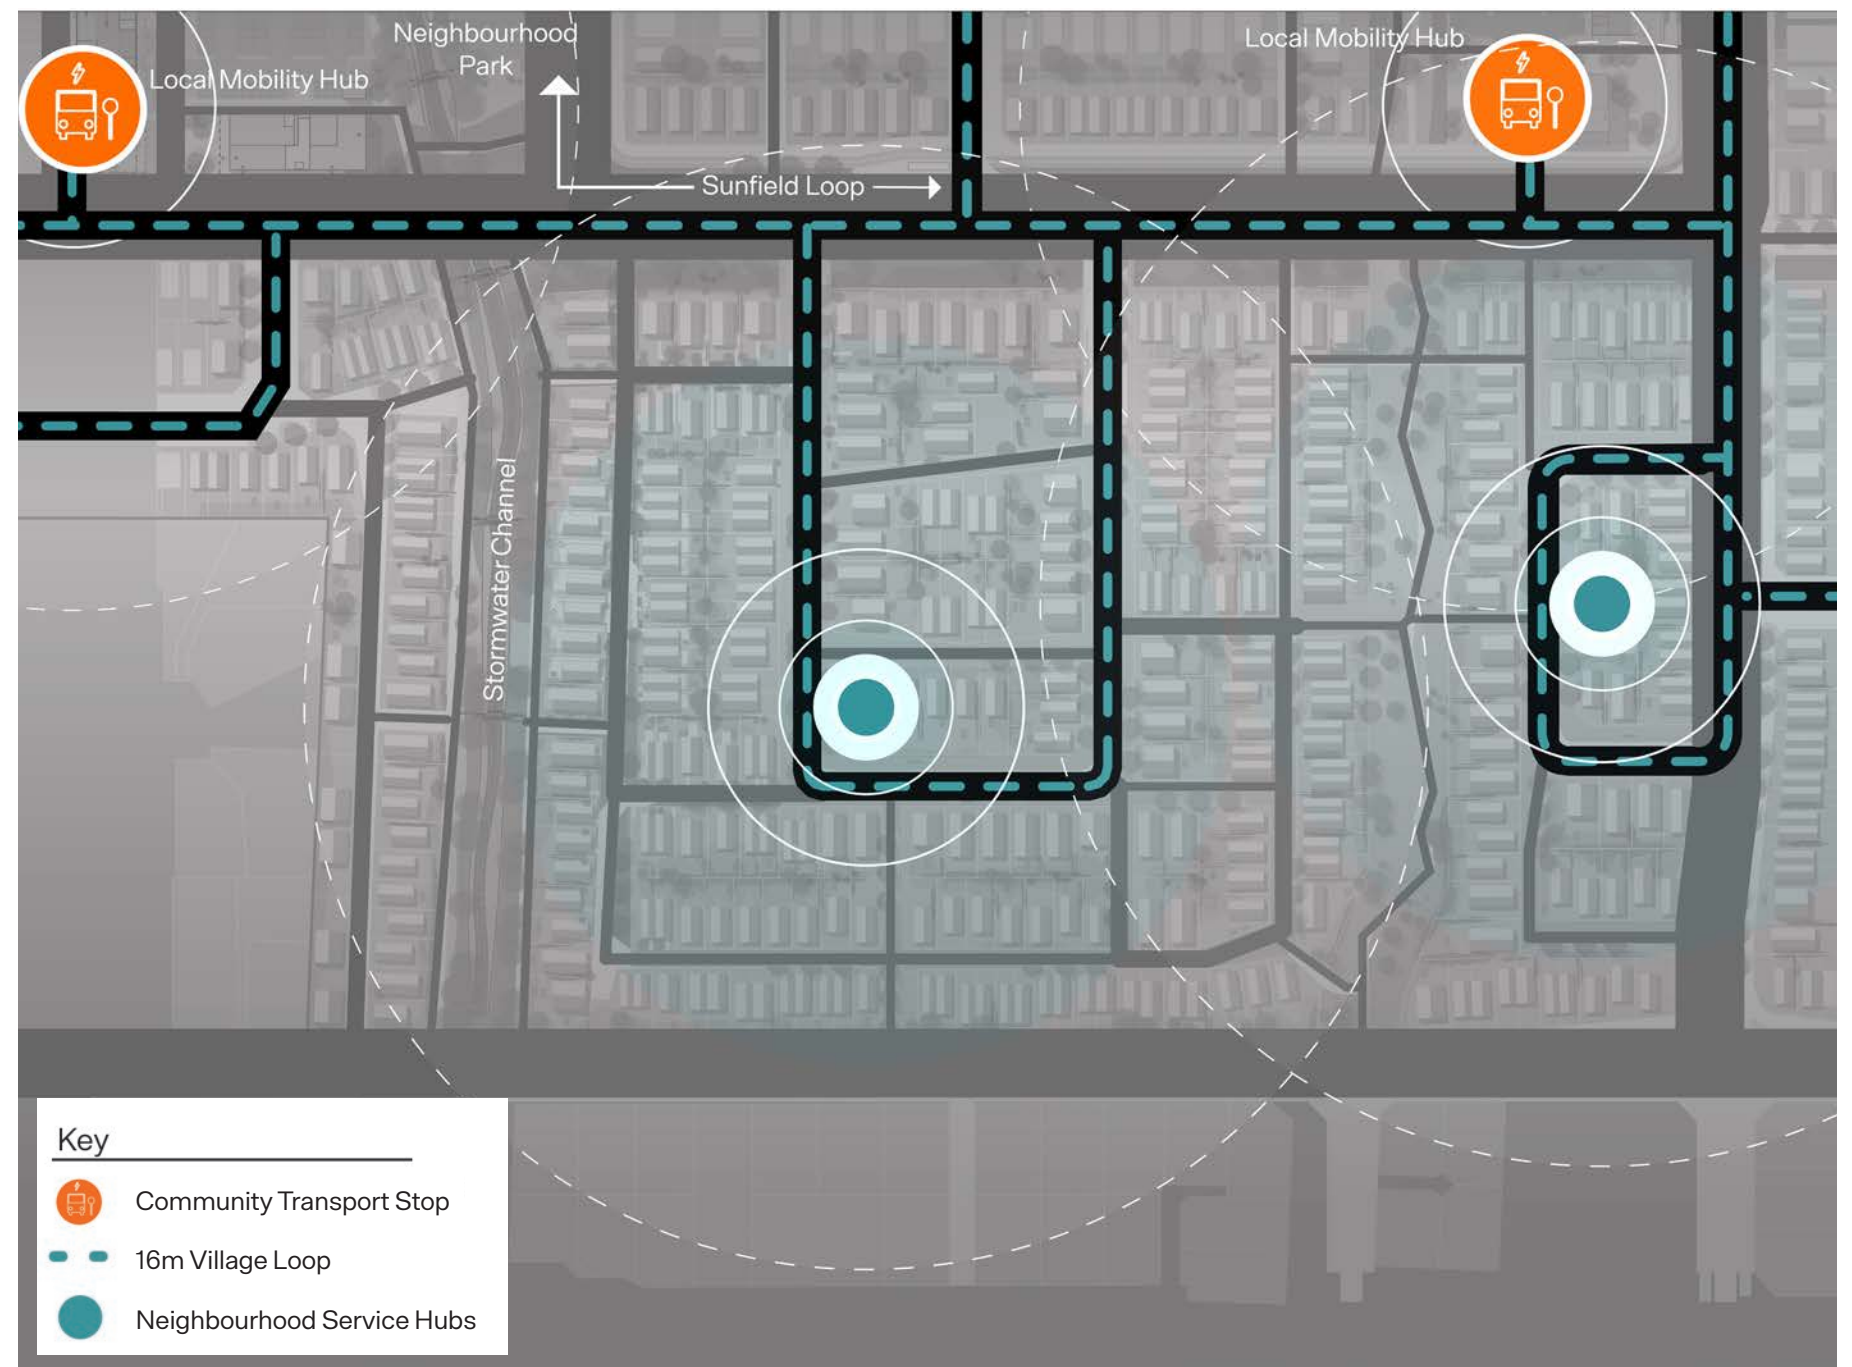 Neighbourhood
Park
Local Mobility Hub
Local Mobility Hub
Sunfield Loop
Stormwater Channel
Key
Community Transport Stop
16m Village Loop
Neighbourhood Service Hubs